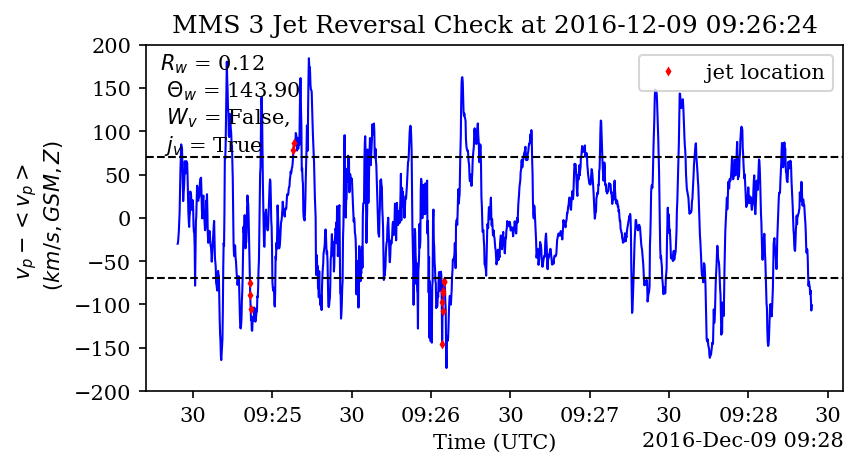 MMS 3 Jet Reversal Check at 2016-12-09 09:26:24
200
150
100
50
0
−50
−100
−150
−200
v_p − <v_p>
(km/s, GSM, Z)
R_w = 0.12
Θ_w = 143.90
W_v = False,
j_v = True
jet location
30 09:25 30 09:26 30 09:27 30 09:28 30
Time (UTC)
2016-Dec-09 09:28